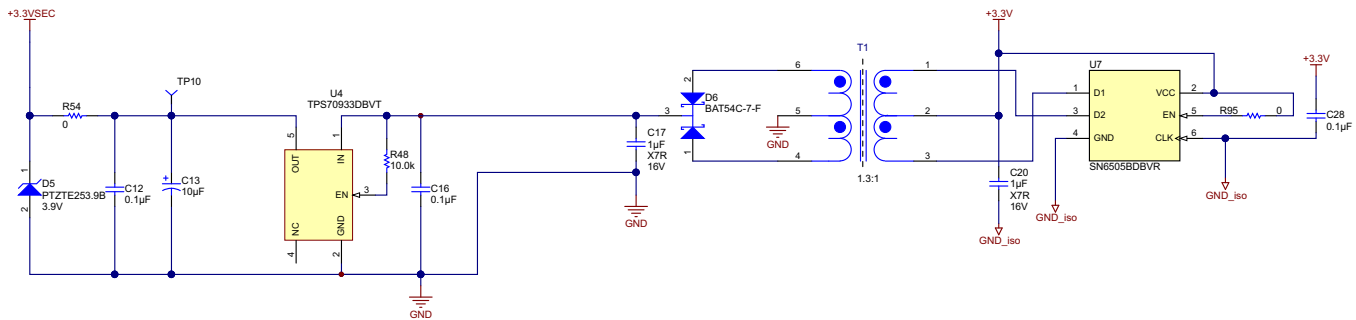 +3.3VSEC
R54
0
TP10
1
D5
PTZTE253.9B
3.9V
2
C12
0.1µF
+
C13
10µF
U4
TPS70933DBVT
5
1
OUT
IN
EN
3
NC
GND
4
2
R48
10.0k
C16
0.1µF
GND
C17
1µF
X7R
16V
GND
2
D6
BAT54C-7-F
3
1
T1
6
5
4
GND
1
2
3
1.3:1
+3.3V
C20
1µF
X7R
16V
GND_iso
U7
1
D1
VCC
2
3
D2
EN
5
4
GND
CLK
6
SN6505BDBVR
GND_iso
R95
0
GND_iso
+3.3V
C28
0.1µF